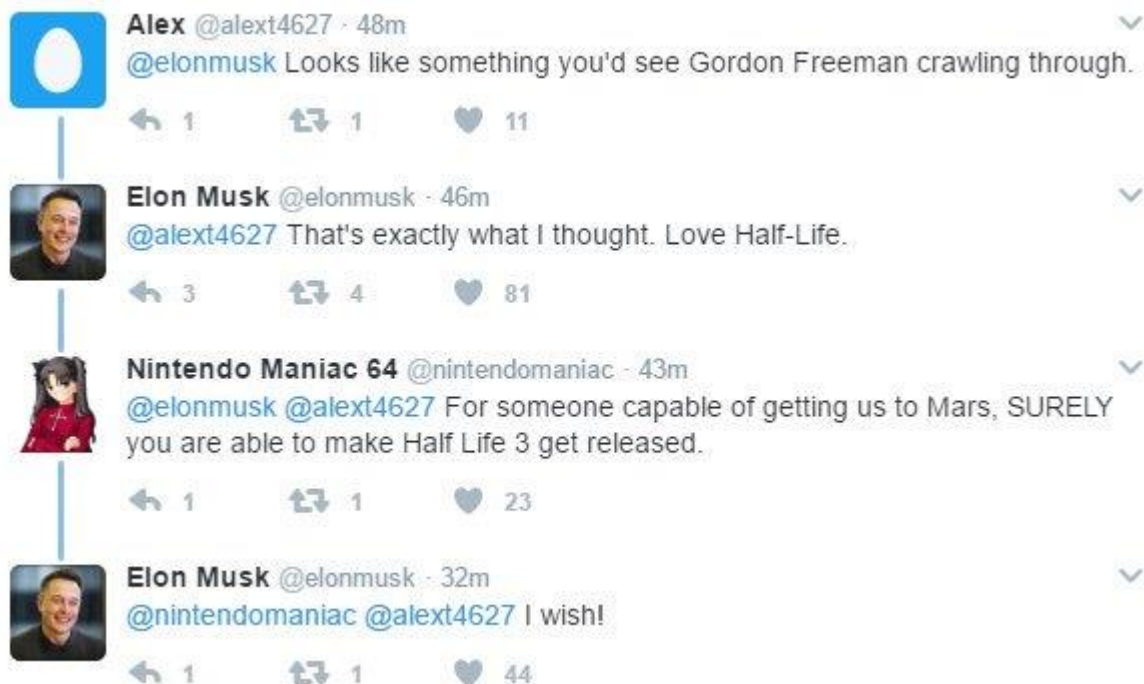 Alex @alext4627 · 48m
@elonmusk Looks like something you'd see Gordon Freeman crawling through.
1 1 11
Elon Musk @elonmusk · 46m
@alext4627 That's exactly what I thought. Love Half-Life.
3 4 81
Nintendo Maniac 64 @nintendomaniac · 43m
@elonmusk @alext4627 For someone capable of getting us to Mars, SURELY
you are able to make Half Life 3 get released.
1 1 23
Elon Musk @elonmusk · 32m
@nintendomaniac @alext4627 I wish!
1 1 44